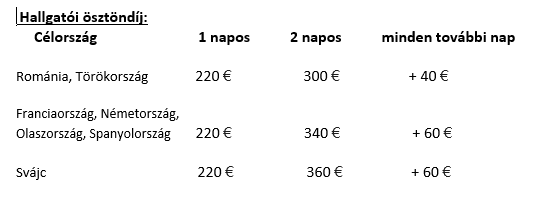 Hallgatói ösztöndíj:
Célország 1 napos 2 napos minden további nap
Románia, Törökország 220 € 300 € + 40 €
Franciaország, Németország,
Olaszország, Spanyolország 220 € 340 € + 60 €
Svájc 220 € 360 € + 60 €